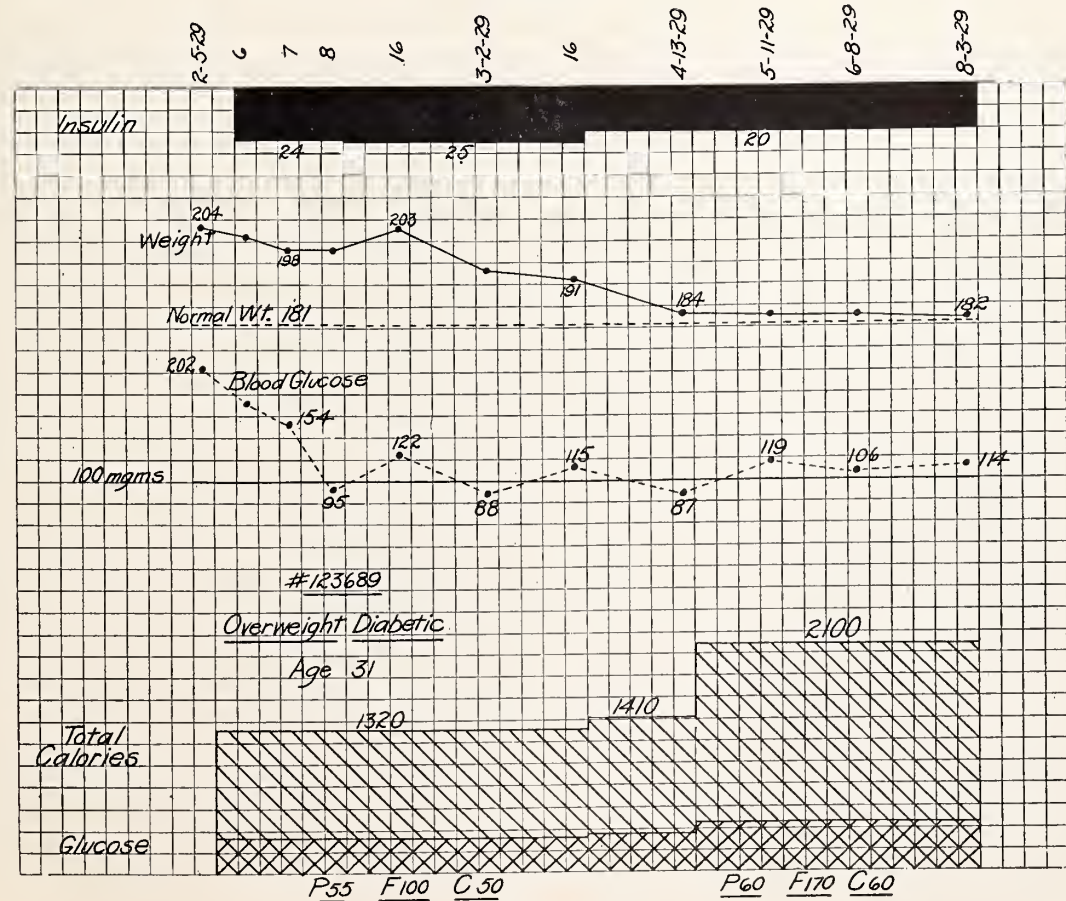 2-5-29 6 7 8 16 3-2-29 16 4-13-29 5-11-29 6-8-29 8-3-29
Insulin
24 25 20
204 203
Weight
198 191 184 182
Normal Wt. 181
202
Blood Glucose
154
122 115 119 106 114
100 mgms
95 88 87
#123689
Overweight Diabetic
2100
Age 31
1410
1320
Total
Calories
Glucose
P55 F100 C50 P60 F170 C60